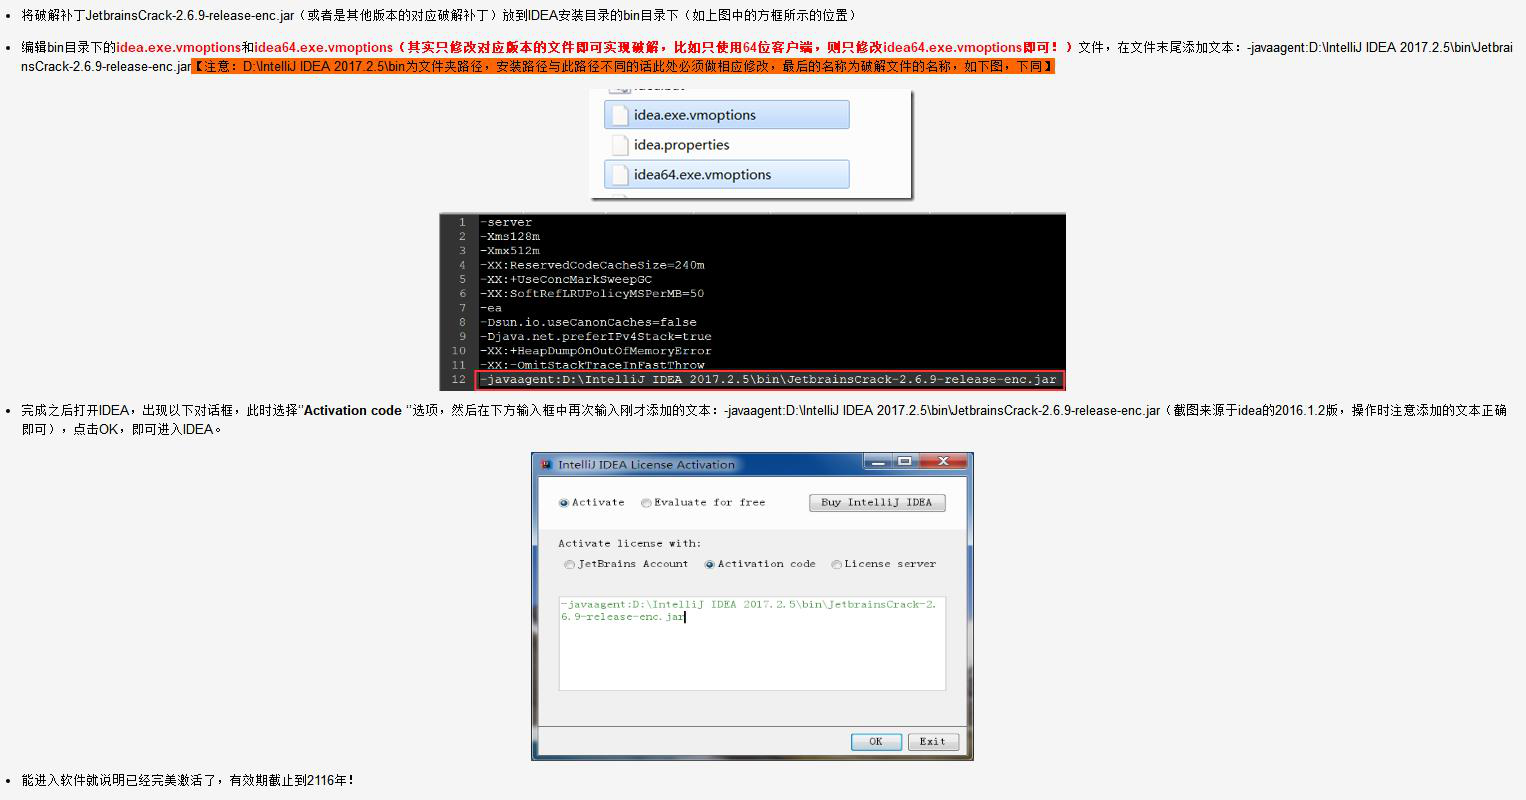 • 将破解补丁JetbrainsCrack-2.6.9-release-enc.jar（或者是其他版本的对应破解补丁）放到IDEA安装目录的bin目录下（如上图中的方框所示的位置）
• 编辑bin目录下的idea.exe.vmoptions和idea64.exe.vmoptions（其实只修改对应版本的文件即可实现破解，比如只使用64位客户端，则只修改idea64.exe.vmoptions即可！）文件，在文件末尾添加文本：-javaagent:D:\IntelliJ IDEA 2017.2.5\bin\Jetbrai
nsCrack-2.6.9-release-enc.jar【注意：D:\IntelliJ IDEA 2017.2.5\bin为文件夹路径，安装路径与此路径不同的话此处必须做相应修改，最后的名称为破解文件的名称，如下图，下同】
idea.exe.vmoptions
idea.properties
idea64.exe.vmoptions
1 -server
2 -Xms128m
3 -Xmx512m
4 -XX:ReservedCodeCacheSize=240m
5 -XX:+UseConcMarkSweepGC
6 -XX:SoftRefLRUPolicyMSPerMB=50
7 -ea
8 -Dsun.io.useCanonCaches=false
9 -Djava.net.preferIPv4Stack=true
10 -XX:+HeapDumpOnOutOfMemoryError
11 -XX:-OmitStackTraceInFastThrow
12 -javaagent:D:\IntelliJ IDEA 2017.2.5\bin\JetbrainsCrack-2.6.9-release-enc.jar
• 完成之后打开IDEA，出现以下对话框，此时选择"Activation code "选项，然后在下方输入框中再次输入刚才添加的文本：-javaagent:D:\IntelliJ IDEA 2017.2.5\bin\JetbrainsCrack-2.6.9-release-enc.jar（截图来源于idea的2016.1.2版，操作时注意添加的文本正确
即可），点击OK，即可进入IDEA。
IntelliJ IDEA License Activation
Activate Evaluate for free Buy IntelliJ IDEA
Activate license with:
JetBrains Account Activation code License server
-javaagent:D:\IntelliJ IDEA 2017.2.5\bin\JetbrainsCrack-2.
6.9-release-enc.jar
OK Exit
• 能进入软件就说明已经完美激活了，有效期截止到2116年！